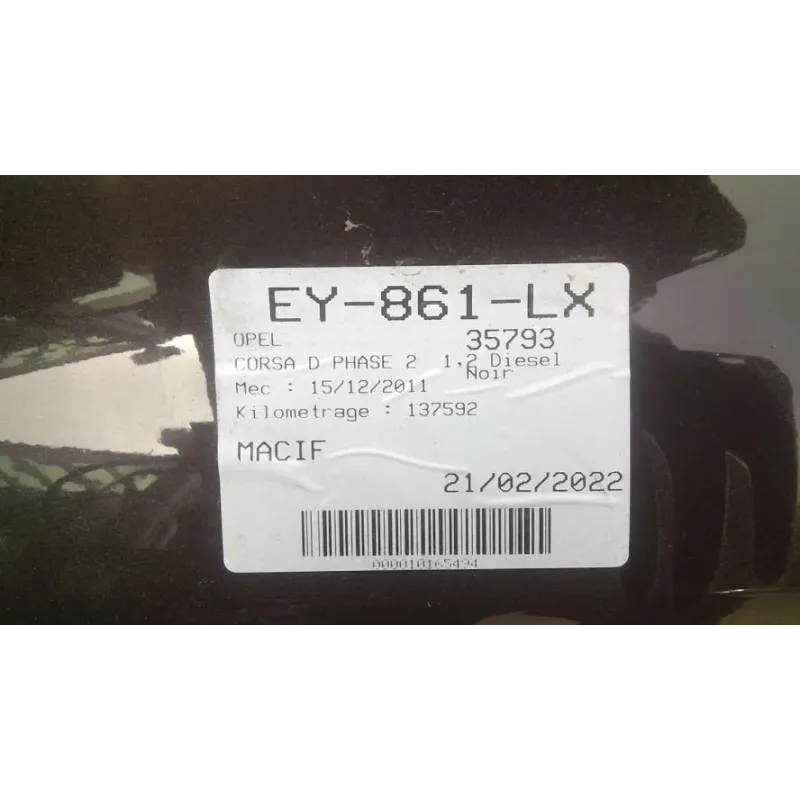 EY-861-LX
OPEL 35793
CORSA D PHASE 2 1,2 Diesel
Noir
Mec : 15/12/2011
Kilometrage : 137592
MACIF
21/02/2022
000010165494